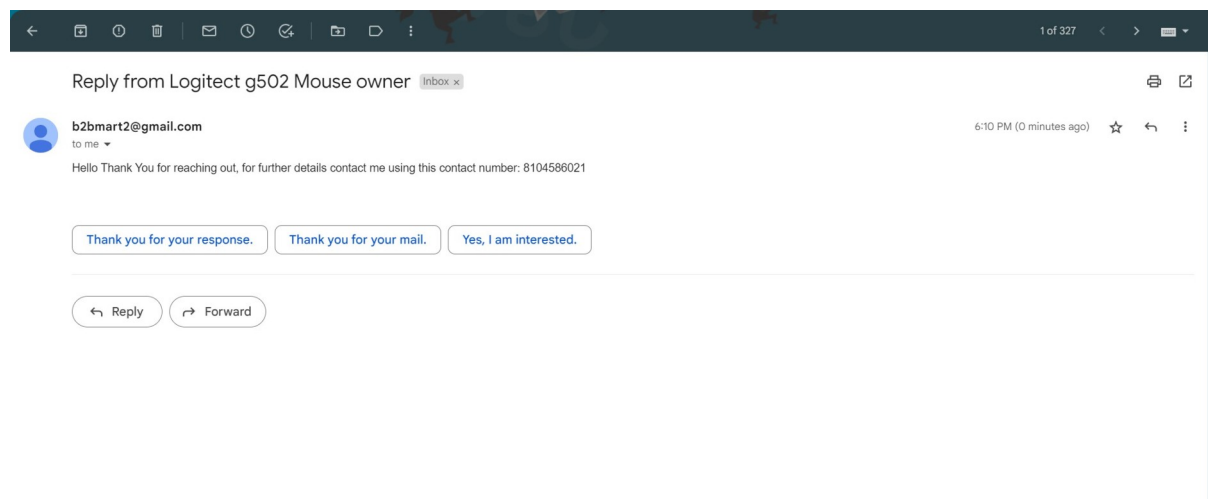 1 of 327
Reply from Logitect g502 Mouse owner Inbox x
b2bmart2@gmail.com 6:10 PM (0 minutes ago)
to me
Hello Thank You for reaching out, for further details contact me using this contact number: 8104586021
Thank you for your response. Thank you for your mail. Yes, I am interested.
Reply Forward